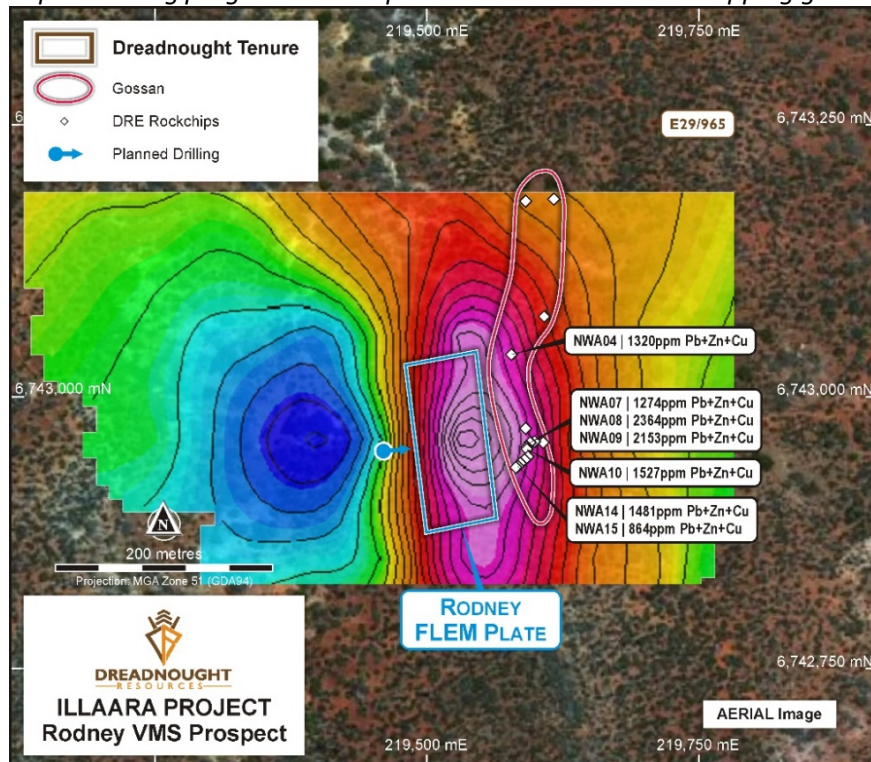 219,500 mE
219,750 mE
Dreadnought Tenure
Gossan
DRE Rockchips
Planned Drilling
E29/965
6,743,250 mN
NWA04 | 1320ppm Pb+Zn+Cu
6,743,000 mN
6,743,000 mN
NWA07 | 1274ppm Pb+Zn+Cu
NWA08 | 2364ppm Pb+Zn+Cu
NWA09 | 2153ppm Pb+Zn+Cu
NWA10 | 1527ppm Pb+Zn+Cu
NWA14 | 1481ppm Pb+Zn+Cu
NWA15 | 864ppm Pb+Zn+Cu
N
200 metres
Projection: MGA Zone 51 (GDA94)
RODNEY
FLEM PLATE
DREADNOUGHT
RESOURCES
ILLAARA PROJECT
Rodney VMS Prospect
6,742,750 mN
AERIAL Image
219,500 mE
219,750 mE